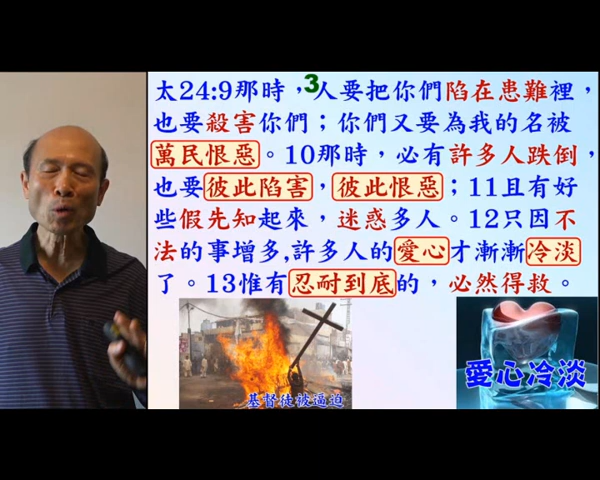 太24:9那時，3人要把你們陷在患難裡，
也要殺害你們；你們又要為我的名被
萬民恨惡。10那時，必有許多人跌倒，
也要彼此陷害，彼此恨惡；11且有好
些假先知起來，迷惑多人。12只因不
法的事增多,許多人的愛心才漸漸冷淡
了。13惟有忍耐到底的，必然得救。
基督徒被逼迫
愛心冷淡